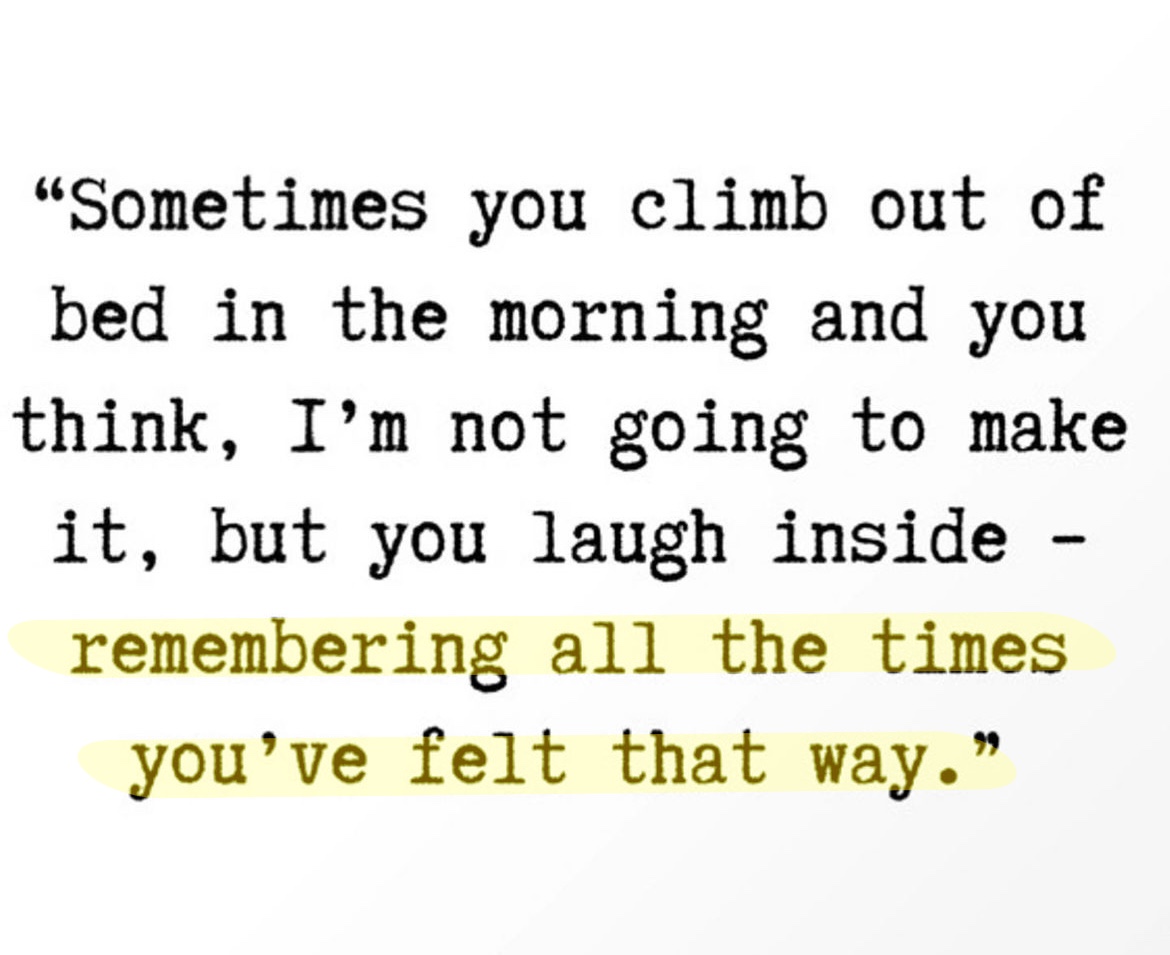 “Sometimes you climb out of
bed in the morning and you
think, I’m not going to make
it, but you laugh inside –
remembering all the times
you’ve felt that way.”